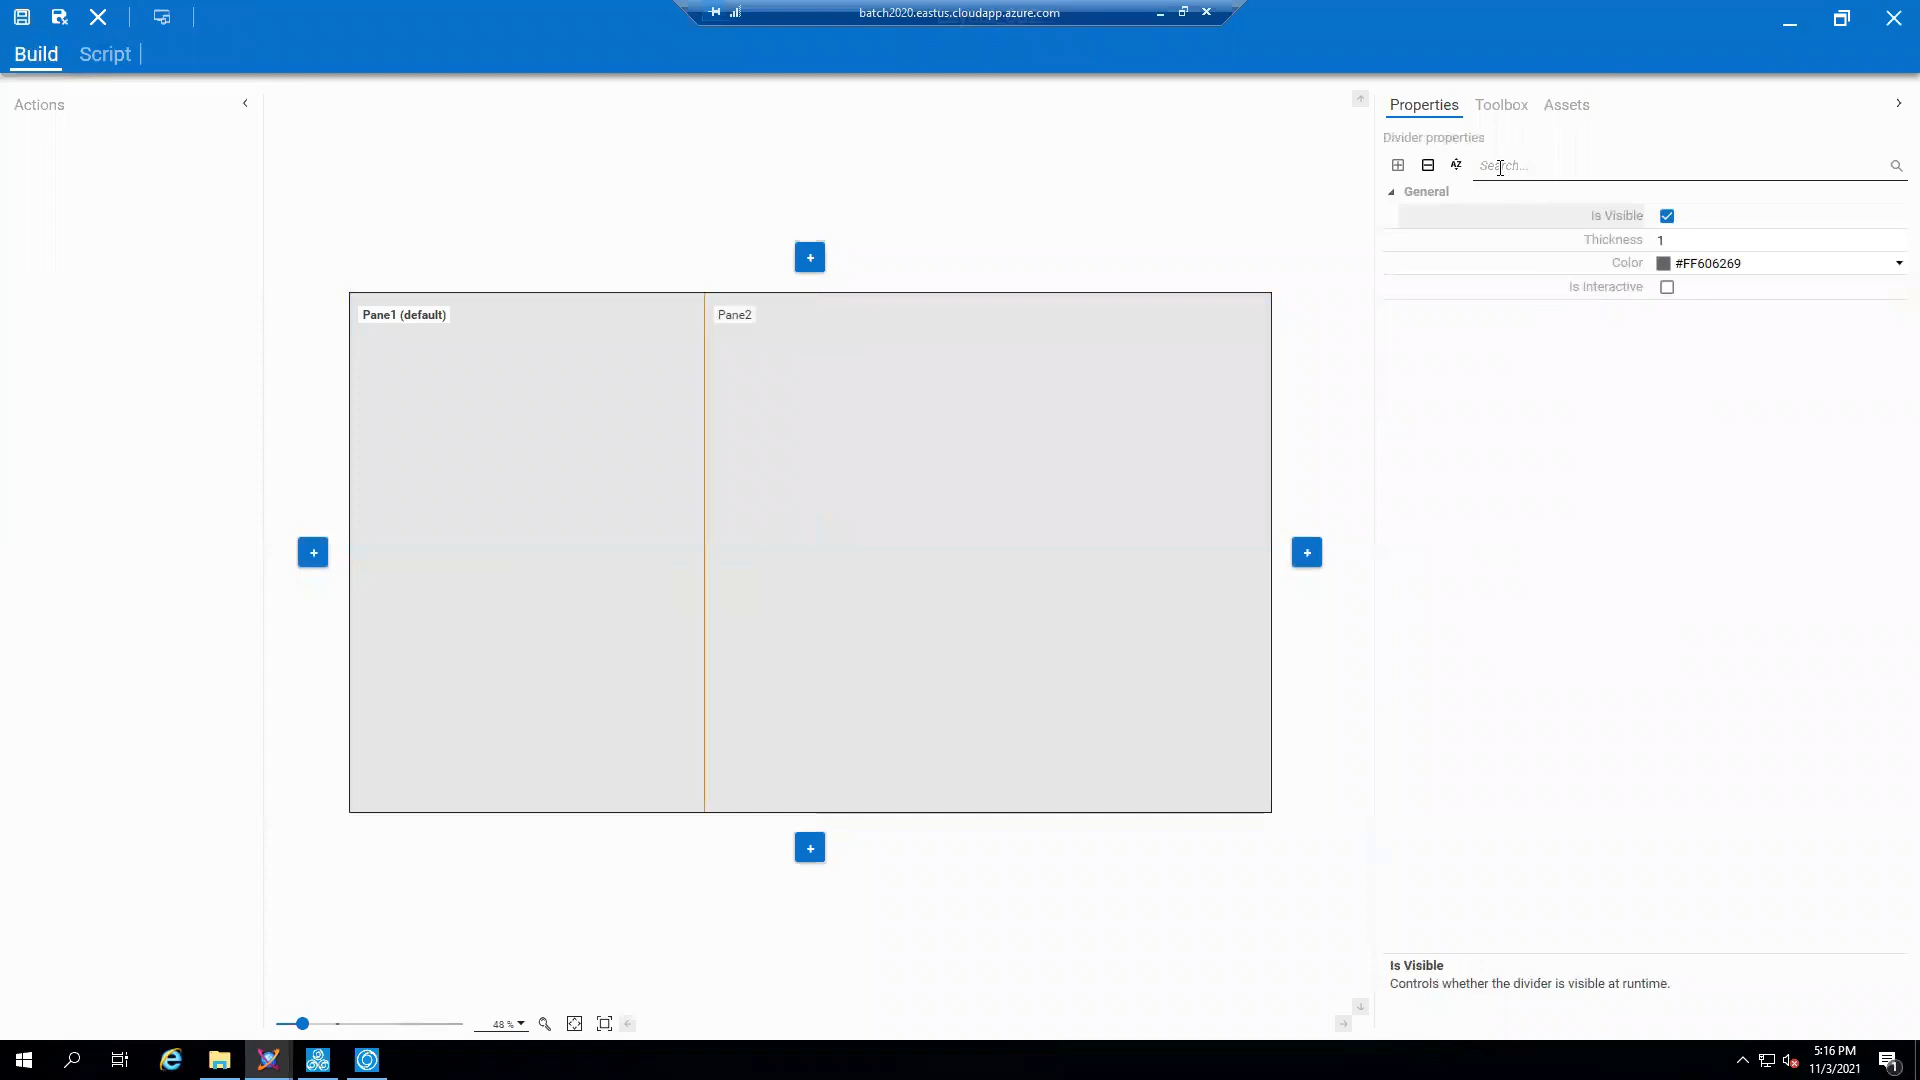 batch2020.eastus.cloudapp.azure.com
Build Script
Actions
Properties Toolbox Assets
Divider properties
AZ Search...
General
Is Visible
Thickness 1
Color #FF606269
Is Interactive
+
Pane1 (default) Pane2
+ +
+
Is Visible
Controls whether the divider is visible at runtime.
48 %
5:16 PM
11/3/2021
1